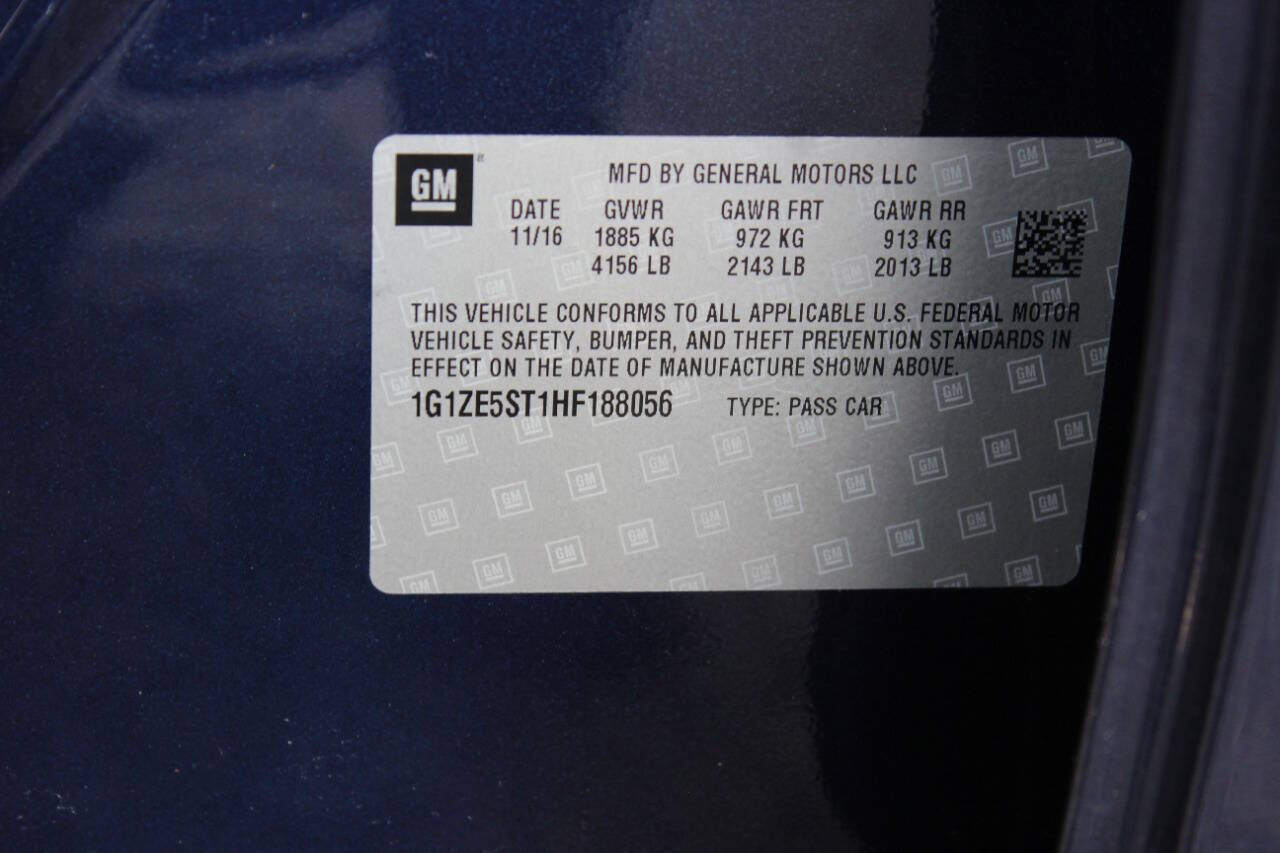 GM
MFD BY GENERAL MOTORS LLC
DATE GVWR GAWR FRT GAWR RR
11/16 1885 KG 972 KG 913 KG
4156 LB 2143 LB 2013 LB
THIS VEHICLE CONFORMS TO ALL APPLICABLE U.S. FEDERAL MOTOR
VEHICLE SAFETY, BUMPER, AND THEFT PREVENTION STANDARDS IN
EFFECT ON THE DATE OF MANUFACTURE SHOWN ABOVE.
1G1ZE5ST1HF188056 TYPE: PASS CAR